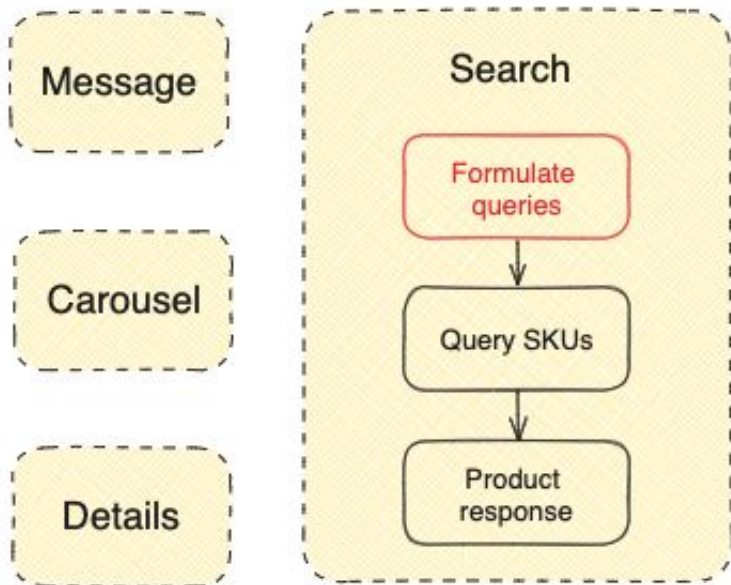 Message
Carousel
Details
Search
Formulate
queries
Query SKUs
Product
response